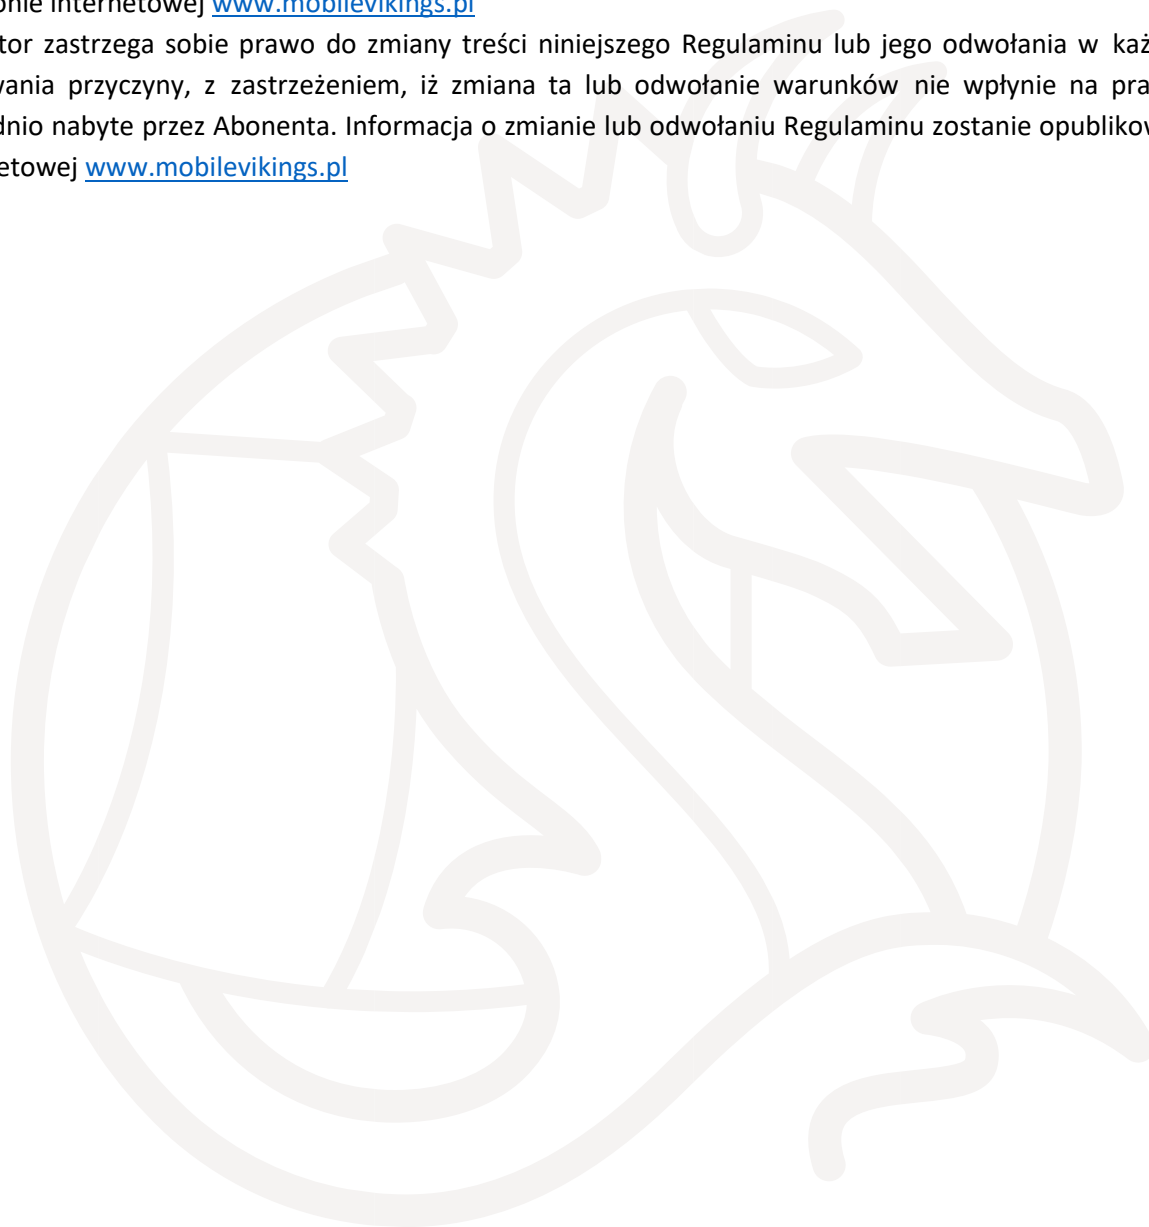 onie internetowej www.mobilevikings.pl
tor zastrzega sobie prawo do zmiany treści niniejszego Regulaminu lub jego odwołania w każ
wania przyczyny, z zastrzeżeniem, iż zmiana ta lub odwołanie warunków nie wpłynie na pra
dnio nabyte przez Abonenta. Informacja o zmianie lub odwołaniu Regulaminu zostanie opublikow
etowej www.mobilevikings.pl